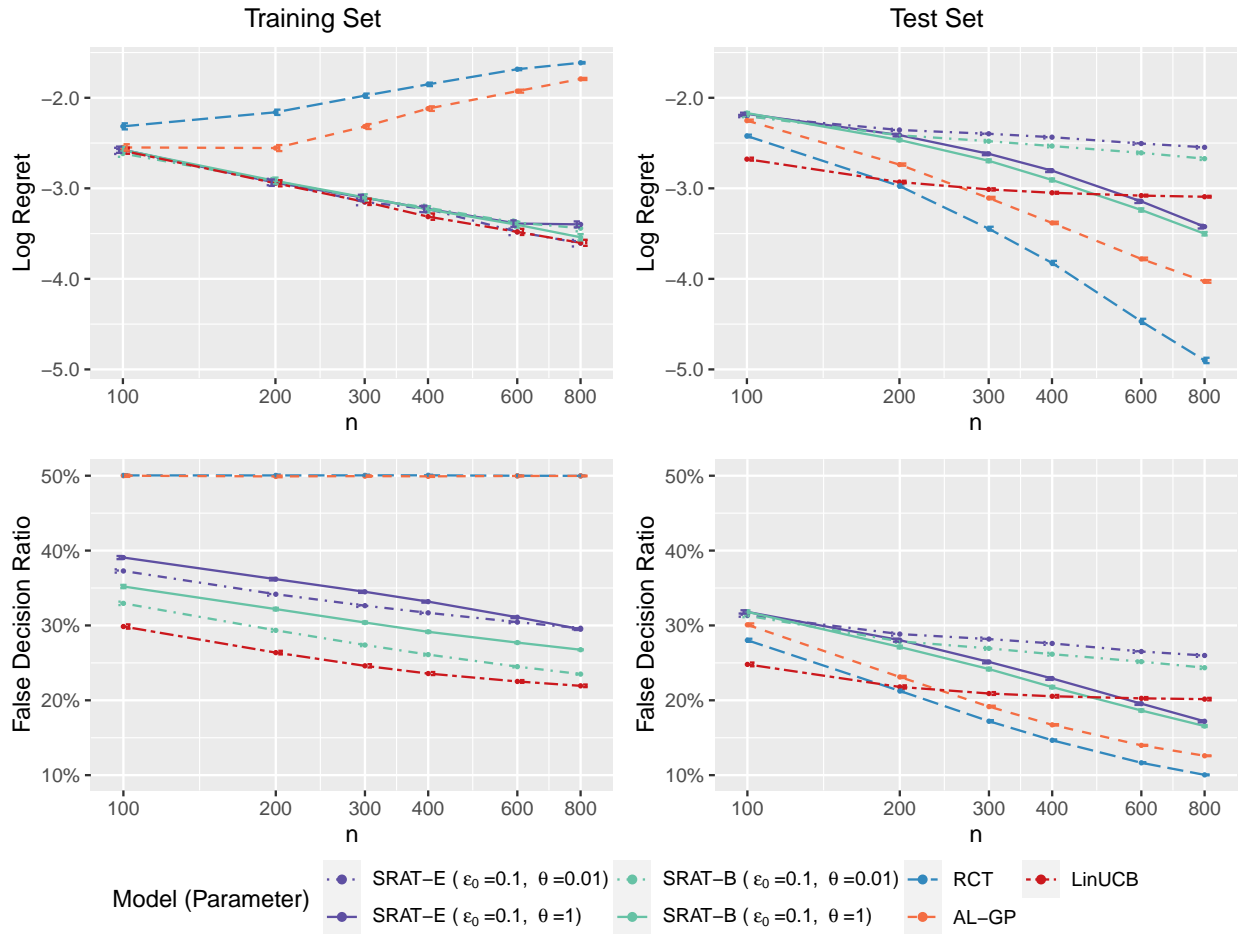 Training Set
Test Set
−2.0
−3.0
−4.0
−5.0
Log Regret
100 200 300 400 600 800
n
−2.0
−3.0
−4.0
−5.0
Log Regret
100 200 300 400 600 800
n
50%
40%
30%
20%
10%
False Decision Ratio
100 200 300 400 600 800
n
50%
40%
30%
20%
10%
False Decision Ratio
100 200 300 400 600 800
n
Model (Parameter)
SRAT−E ( ε₀ =0.1, θ =0.01)
SRAT−E ( ε₀ =0.1, θ =1)
SRAT−B ( ε₀ =0.1, θ =0.01)
SRAT−B ( ε₀ =0.1, θ =1)
RCT
AL−GP
LinUCB